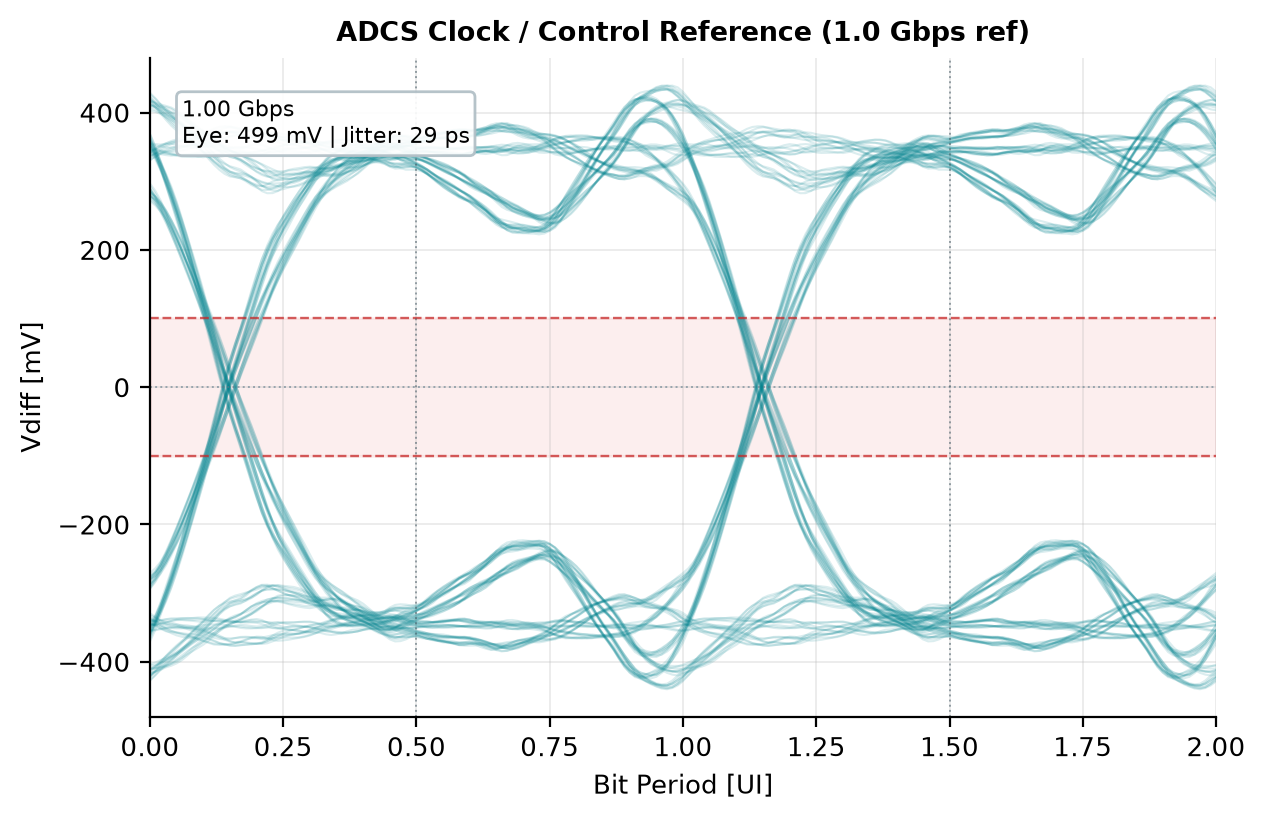 ADCS Clock / Control Reference (1.0 Gbps ref)
1.00 Gbps
Eye: 499 mV | Jitter: 29 ps
Vdiff [mV]
400
200
0
−200
−400
0.00 0.25 0.50 0.75 1.00 1.25 1.50 1.75 2.00
Bit Period [UI]